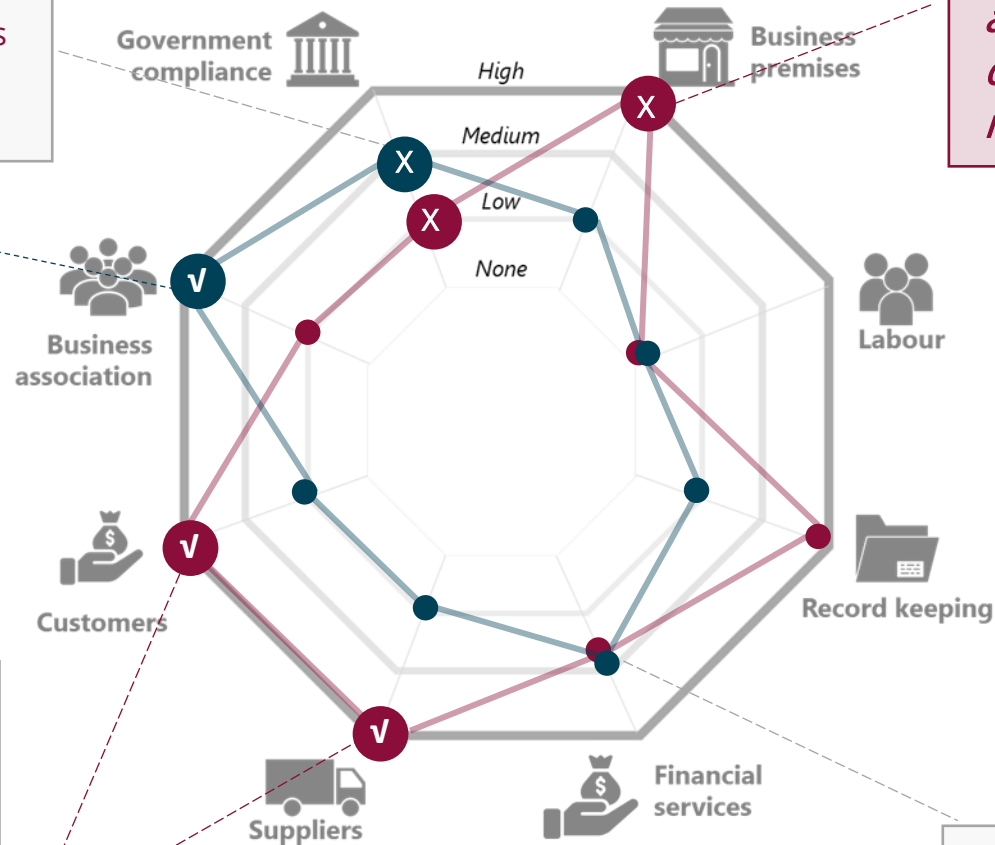 s
Government
compliance
High
Business
premises
X
Medium
X
Low
X
None
√
Business
association
Labour
$
√
Customers
Record keeping
√
$
Suppliers
Financial
services